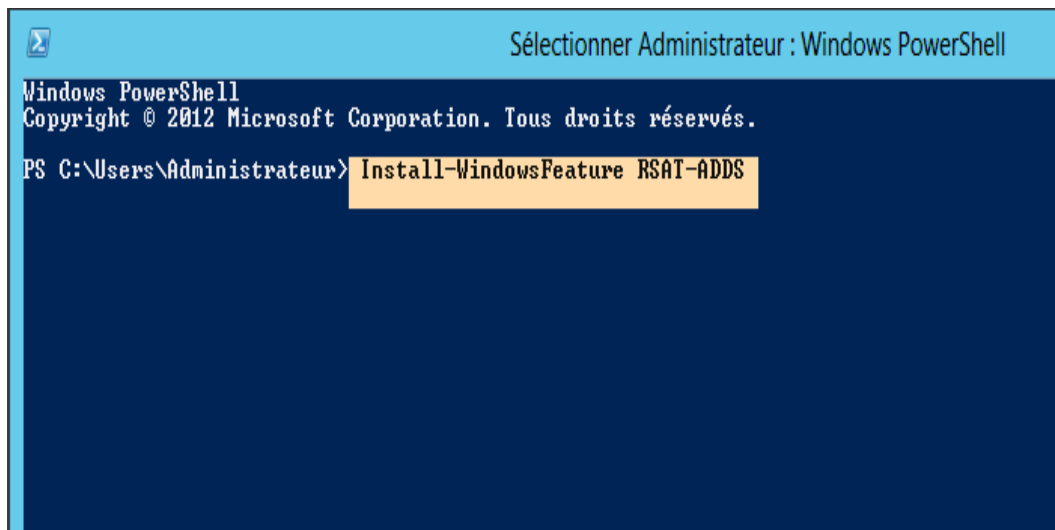 Sélectionner Administrateur : Windows PowerShell
Windows PowerShell
Copyright © 2012 Microsoft Corporation. Tous droits réservés.
PS C:\Users\Administrateur> Install-WindowsFeature RSAT-ADDS